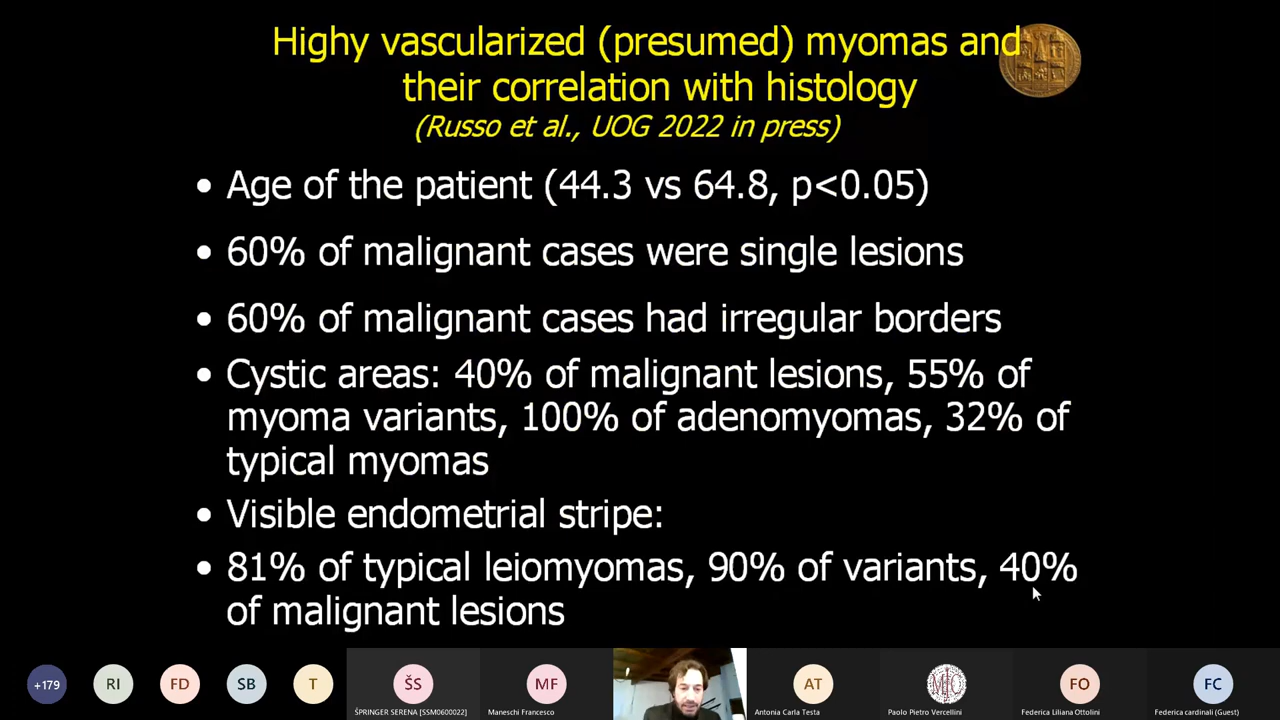 Highy vascularized (presumed) myomas and
their correlation with histology
(Russo et al., UOG 2022 in press)
• Age of the patient (44.3 vs 64.8, p<0.05)
• 60% of malignant cases were single lesions
• 60% of malignant cases had irregular borders
• Cystic areas: 40% of malignant lesions, 55% of
myoma variants, 100% of adenomyomas, 32% of
typical myomas
• Visible endometrial stripe:
• 81% of typical leiomyomas, 90% of variants, 40%
of malignant lesions
+179
RI
FD
SB
T
ŠS
MF
AT
FO
FC
ŠPRINGER SERENA [SSM0600022]
Maneschi Francesco
Antonia Carla Testa
Paolo Pietro Vercellini
Federica Liliana Ottolini
Federica cardinali (Guest)